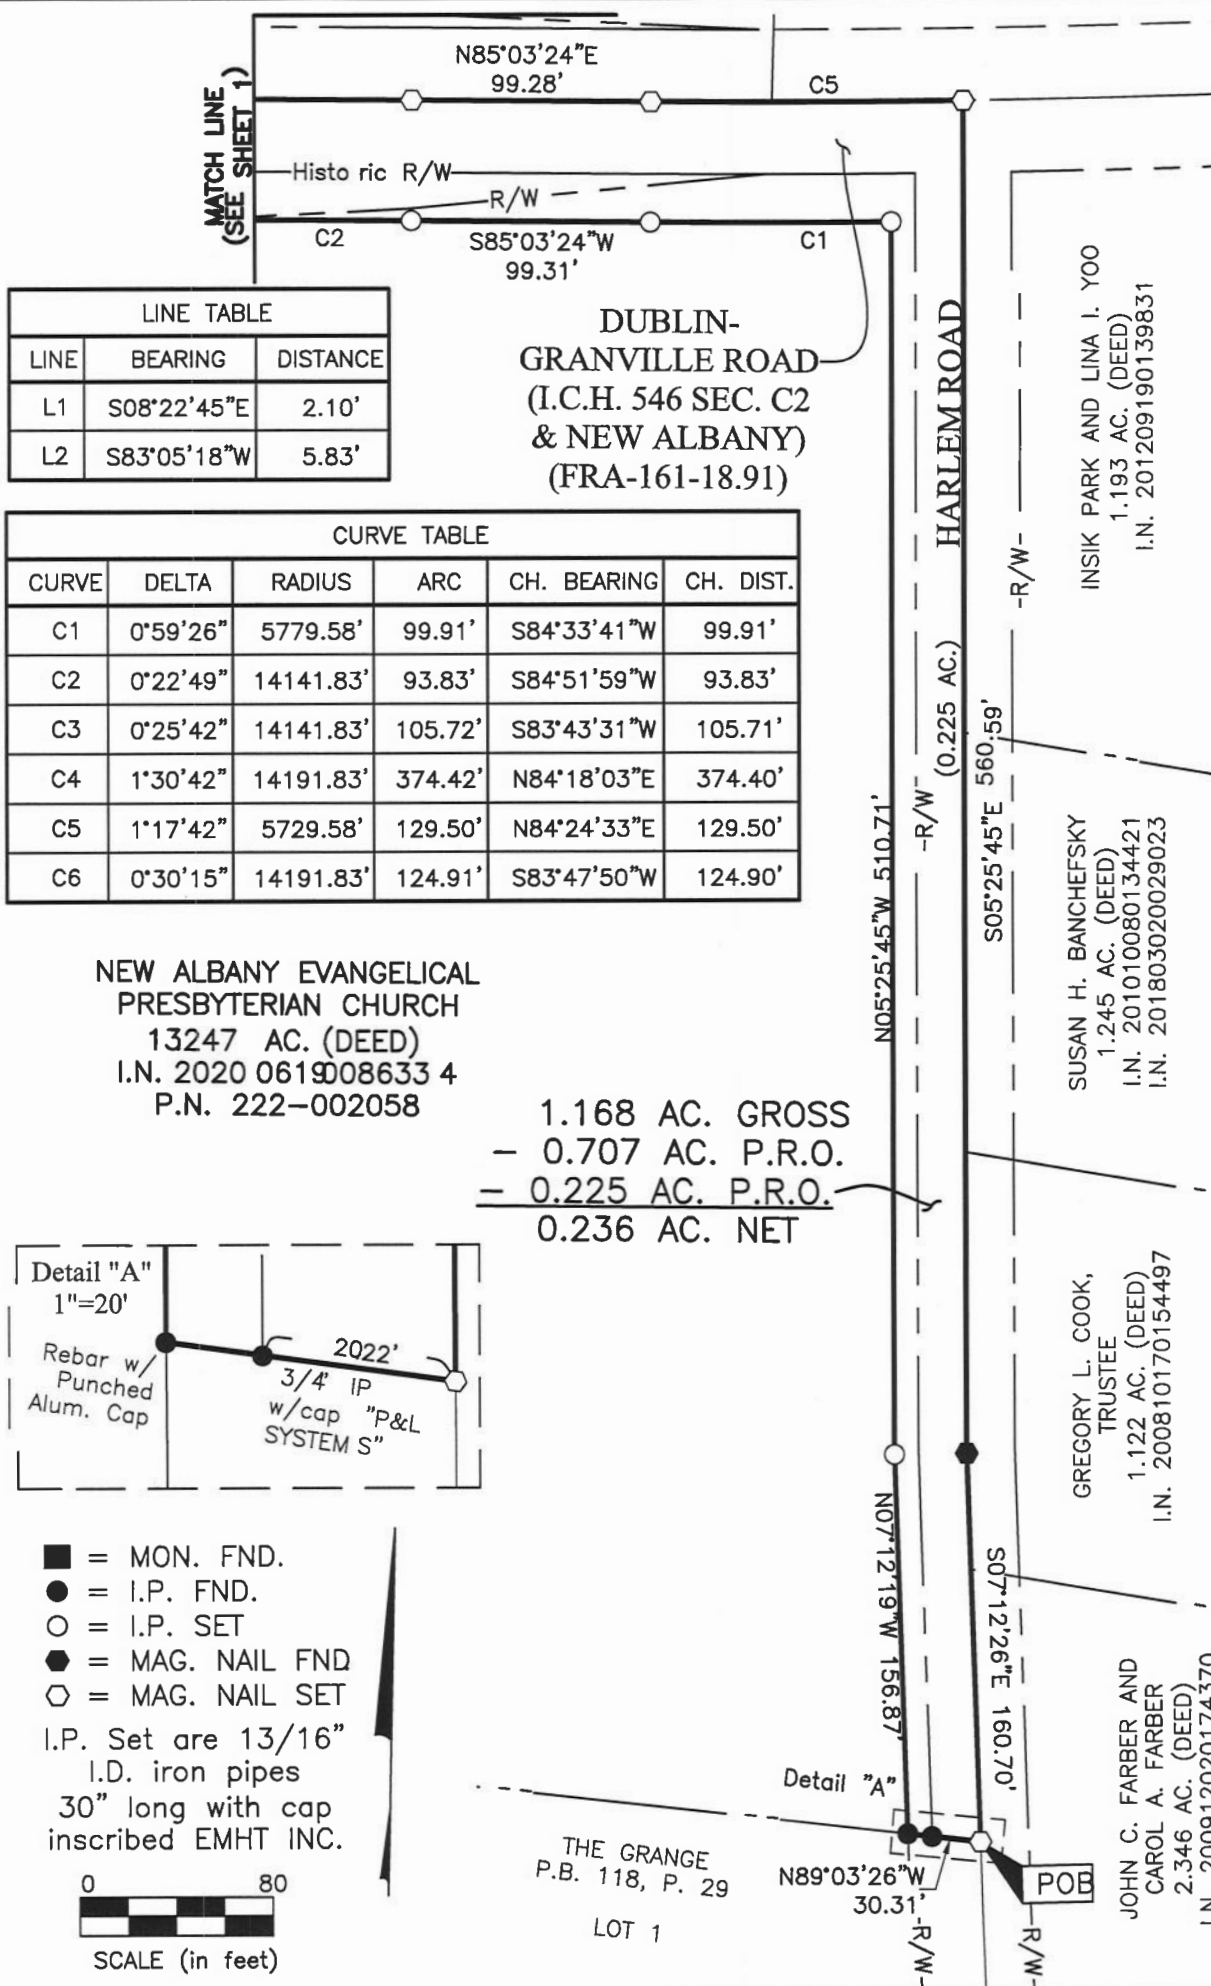 N85°03'24"E
99.28'
C5
MATCH LINE
(SEE SHEET 1)
Histo ric R/W
R/W
C2
S85°03'24"W
99.31'
C1
LINE TABLE
LINE BEARING DISTANCE
L1 S08°22'45"E 2.10'
L2 S83°05'18"W 5.83'
DUBLIN-
GRANVILLE ROAD
(I.C.H. 546 SEC. C2
& NEW ALBANY)
(FRA-161-18.91)
HARLEM ROAD
(0.225 AC.)
R/W
R/W
INSIK PARK AND LINA I. YOO
1.193 AC. (DEED)
I.N. 201209190139831
CURVE TABLE
CURVE DELTA RADIUS ARC CH. BEARING CH. DIST.
C1 0°59'26" 5779.58' 99.91' S84°33'41"W 99.91'
C2 0°22'49" 14141.83' 93.83' S84°51'59"W 93.83'
C3 0°25'42" 14141.83' 105.72' S83°43'31"W 105.71'
C4 1°30'42" 14191.83' 374.42' N84°18'03"E 374.40'
C5 1°17'42" 5729.58' 129.50' N84°24'33"E 129.50'
C6 0°30'15" 14191.83' 124.91' S83°47'50"W 124.90'
N05°25'45"W 510.71'
S05°25'45"E 560.59'
SUSAN H. BANCHEFSKY
1.245 AC. (DEED)
I.N. 201010080134421
I.N. 201803020029023
NEW ALBANY EVANGELICAL
PRESBYTERIAN CHURCH
13247 AC. (DEED)
I.N. 2020 0619008633 4
P.N. 222-002058
1.168 AC. GROSS
- 0.707 AC. P.R.O.
- 0.225 AC. P.R.O.
0.236 AC. NET
GREGORY L. COOK,
TRUSTEE
1.122 AC. (DEED)
I.N. 200810170154497
Detail "A"
1"=20'
Rebar w/
Punched
Alum. Cap
2022'
3/4' IP
w/cap "P&L
SYSTEM S"
■ = MON. FND.
● = I.P. FND.
○ = I.P. SET
⬢ = MAG. NAIL FND
⬡ = MAG. NAIL SET
I.P. Set are 13/16"
I.D. iron pipes
30" long with cap
inscribed EMHT INC.
0 80
SCALE (in feet)
N07°12'19"W 156.87'
S07°12'26"E 160.70'
Detail "A"
THE GRANGE
P.B. 118, P. 29
LOT 1
N89°03'26"W
30.31'
POB
R/W
R/W
JOHN C. FARBER AND
CAROL A. FARBER
2.346 AC. (DEED)
I.N. 200912020174370